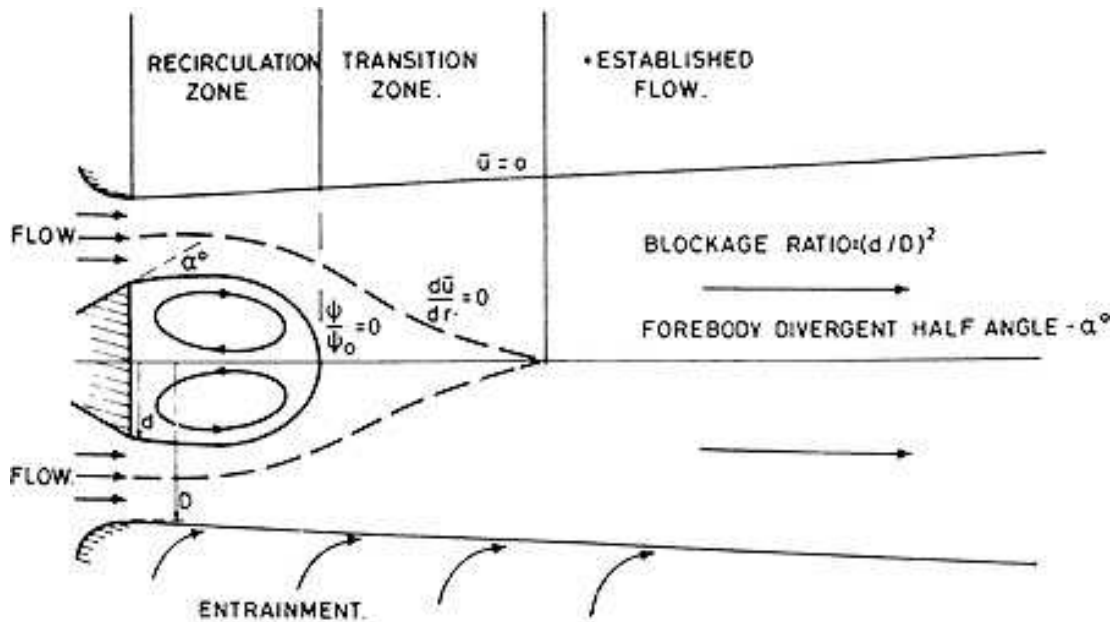 RECIRCULATION
ZONE
TRANSITION
ZONE.
•ESTABLISHED
FLOW.
ū=o
FLOW
α°
BLOCKAGE RATIO=(d/D)²
dū/dr.=0
ψ/ψ₀=0
FOREBODY DIVERGENT HALF ANGLE-α°
d
FLOW.
D
ENTRAINMENT.